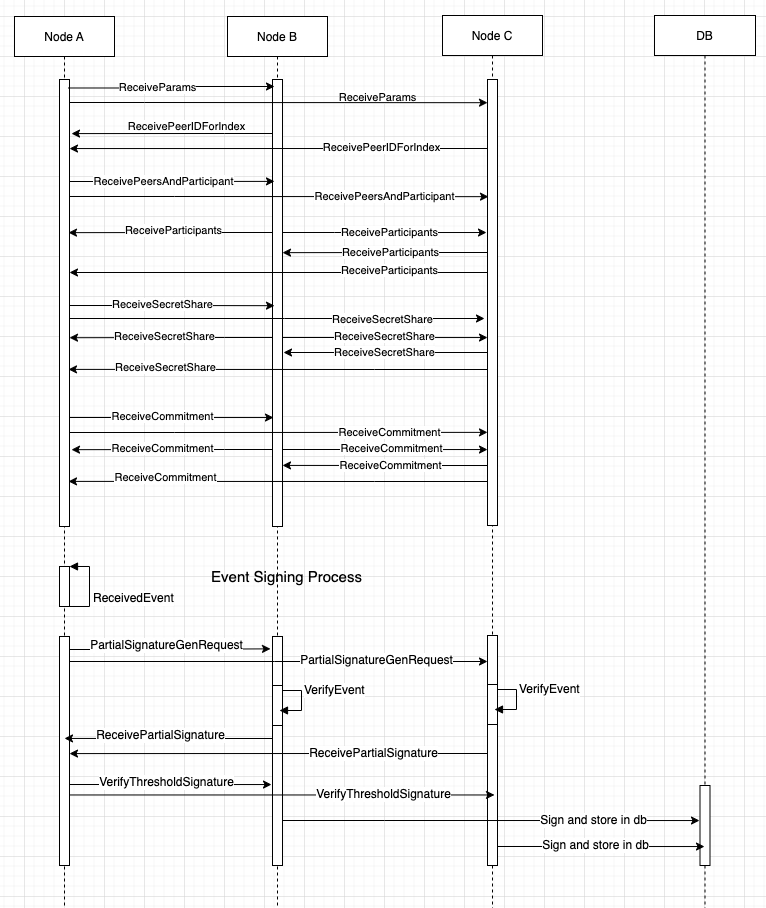 Node A
Node B
Node C
DB
ReceiveParams
ReceiveParams
ReceivePeerIDForIndex
ReceivePeerIDForIndex
ReceivePeersAndParticipant
ReceivePeersAndParticipant
ReceiveParticipants
ReceiveParticipants
ReceiveParticipants
ReceiveParticipants
ReceiveSecretShare
ReceiveSecretShare
ReceiveSecretShare
ReceiveSecretShare
ReceiveSecretShare
ReceiveSecretShare
ReceiveCommitment
ReceiveCommitment
ReceiveCommitment
ReceiveCommitment
ReceiveCommitment
ReceiveCommitment
Event Signing Process
ReceivedEvent
PartialSignatureGenRequest
PartialSignatureGenRequest
VerifyEvent
VerifyEvent
ReceivePartialSignature
ReceivePartialSignature
VerifyThresholdSignature
VerifyThresholdSignature
Sign and store in db
Sign and store in db